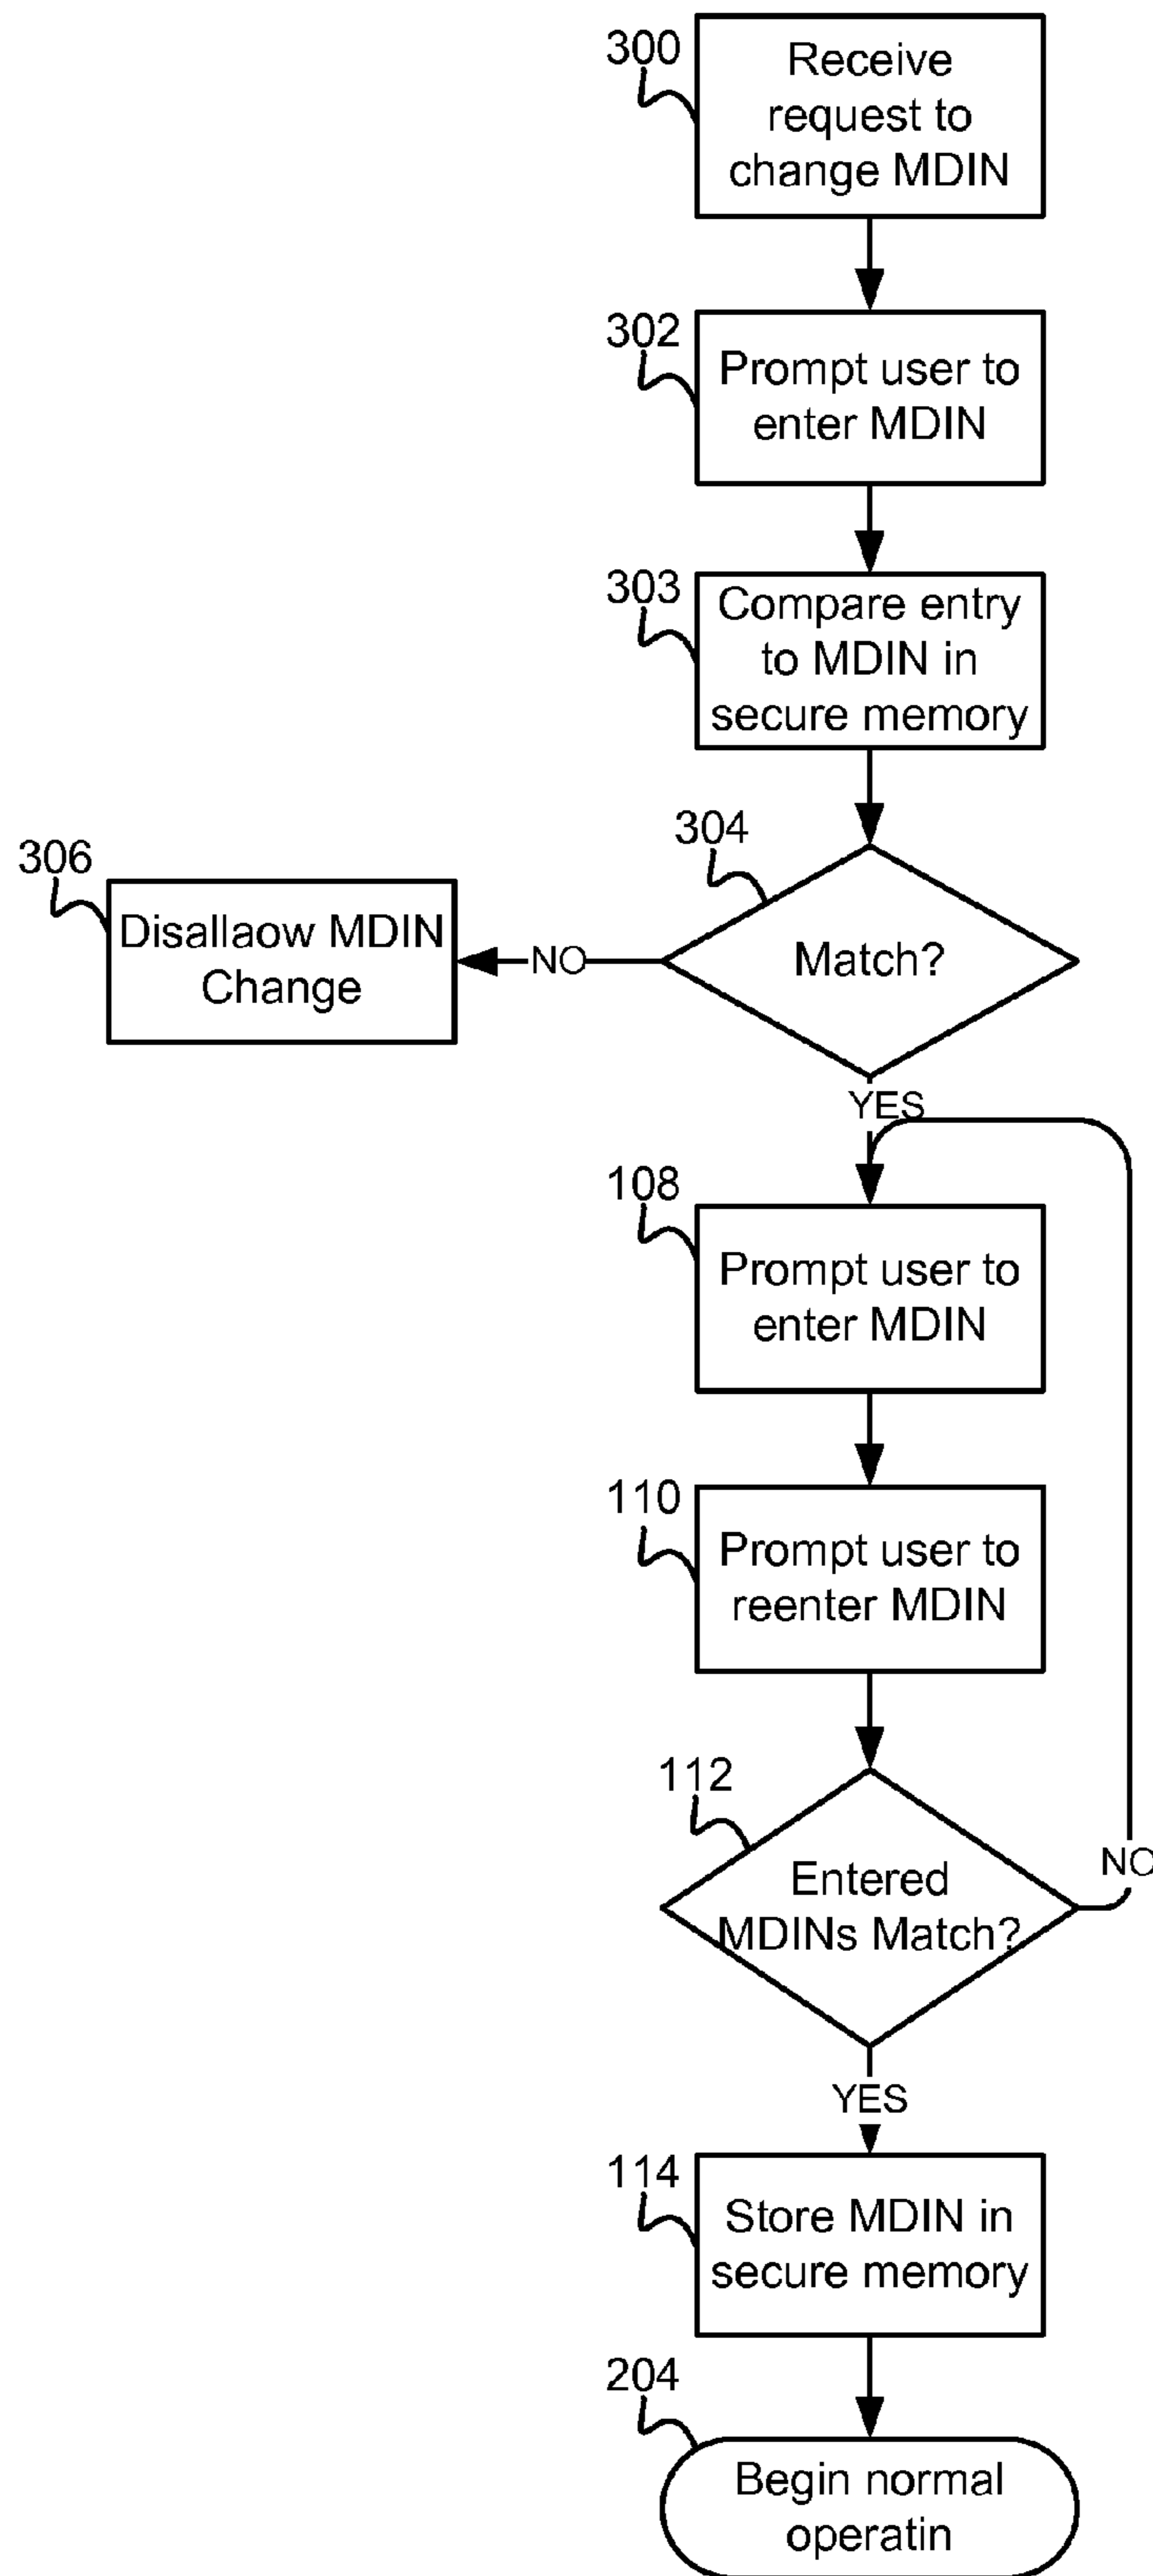 300
Receive
request to
change MDIN
302
Prompt user to
enter MDIN
303
Compare entry
to MDIN in
secure memory
304
Match?
NO
306
Disallaow MDIN
Change
YES
108
Prompt user to
enter MDIN
110
Prompt user to
reenter MDIN
112
Entered
MDINs Match?
NO
YES
114
Store MDIN in
secure memory
204
Begin normal
operatin